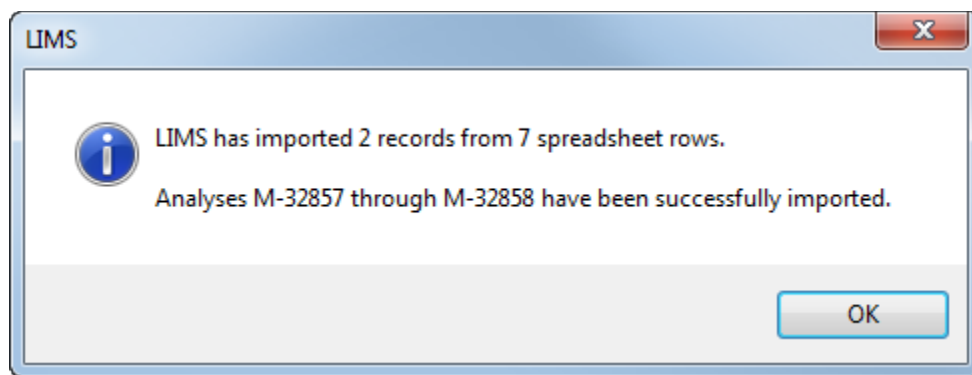 LIMS
LIMS has imported 2 records from 7 spreadsheet rows.
Analyses M-32857 through M-32858 have been successfully imported.
OK